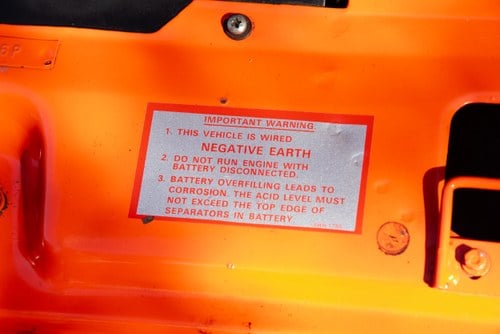 IMPORTANT WARNING
1. THIS VEHICLE IS WIRED
NEGATIVE EARTH
2. DO NOT RUN ENGINE WITH
BATTERY DISCONNECTED.
3. BATTERY OVERFILLING LEADS TO
CORROSION. THE ACID LEVEL MUST
NOT EXCEED THE TOP EDGE OF
SEPARATORS IN BATTERY